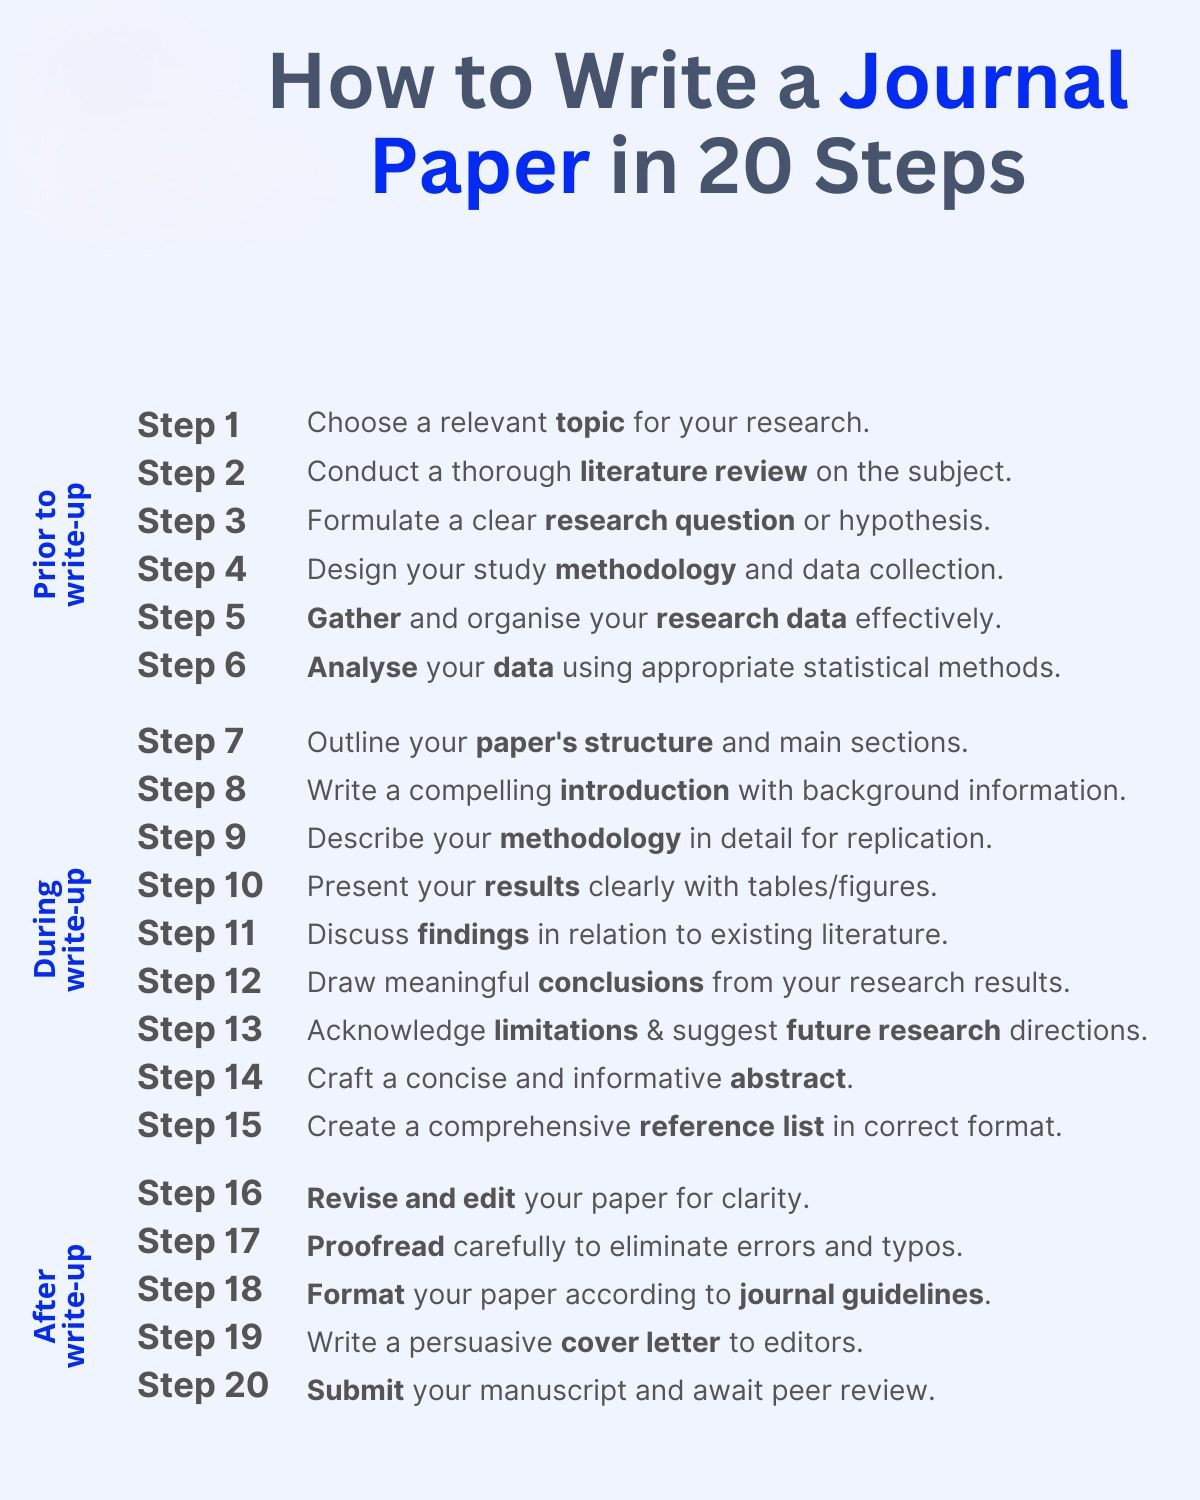 How to Write a Journal
Paper in 20 Steps
Prior to
write-up
Step 1 Choose a relevant topic for your research.
Step 2 Conduct a thorough literature review on the subject.
Step 3 Formulate a clear research question or hypothesis.
Step 4 Design your study methodology and data collection.
Step 5 Gather and organise your research data effectively.
Step 6 Analyse your data using appropriate statistical methods.
During
write-up
Step 7 Outline your paper's structure and main sections.
Step 8 Write a compelling introduction with background information.
Step 9 Describe your methodology in detail for replication.
Step 10 Present your results clearly with tables/figures.
Step 11 Discuss findings in relation to existing literature.
Step 12 Draw meaningful conclusions from your research results.
Step 13 Acknowledge limitations & suggest future research directions.
Step 14 Craft a concise and informative abstract.
Step 15 Create a comprehensive reference list in correct format.
After
write-up
Step 16 Revise and edit your paper for clarity.
Step 17 Proofread carefully to eliminate errors and typos.
Step 18 Format your paper according to journal guidelines.
Step 19 Write a persuasive cover letter to editors.
Step 20 Submit your manuscript and await peer review.